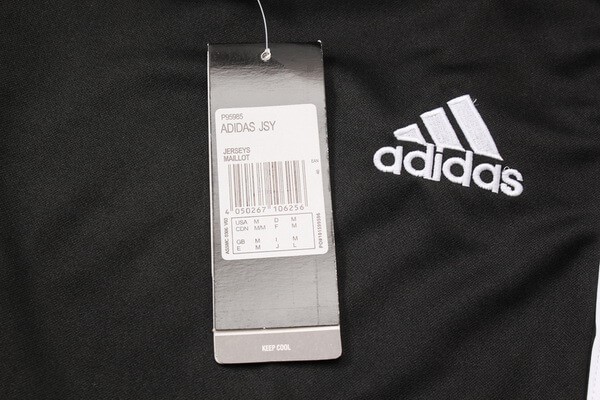 P95985
ADIDAS JSY
JERSEYS
MAILLOT
4 050267 106256
USA M D M
CDN M/M F M
GB M I M
E M J L
KEEP COOL
adidas